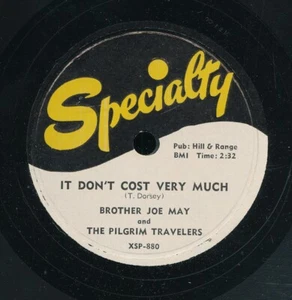 Specialty
Pub: Hill & Range
BMI Time: 2:32
IT DON'T COST VERY MUCH
(T. Dorsey)
BROTHER JOE MAY
and
THE PILGRIM TRAVELERS
XSP-880